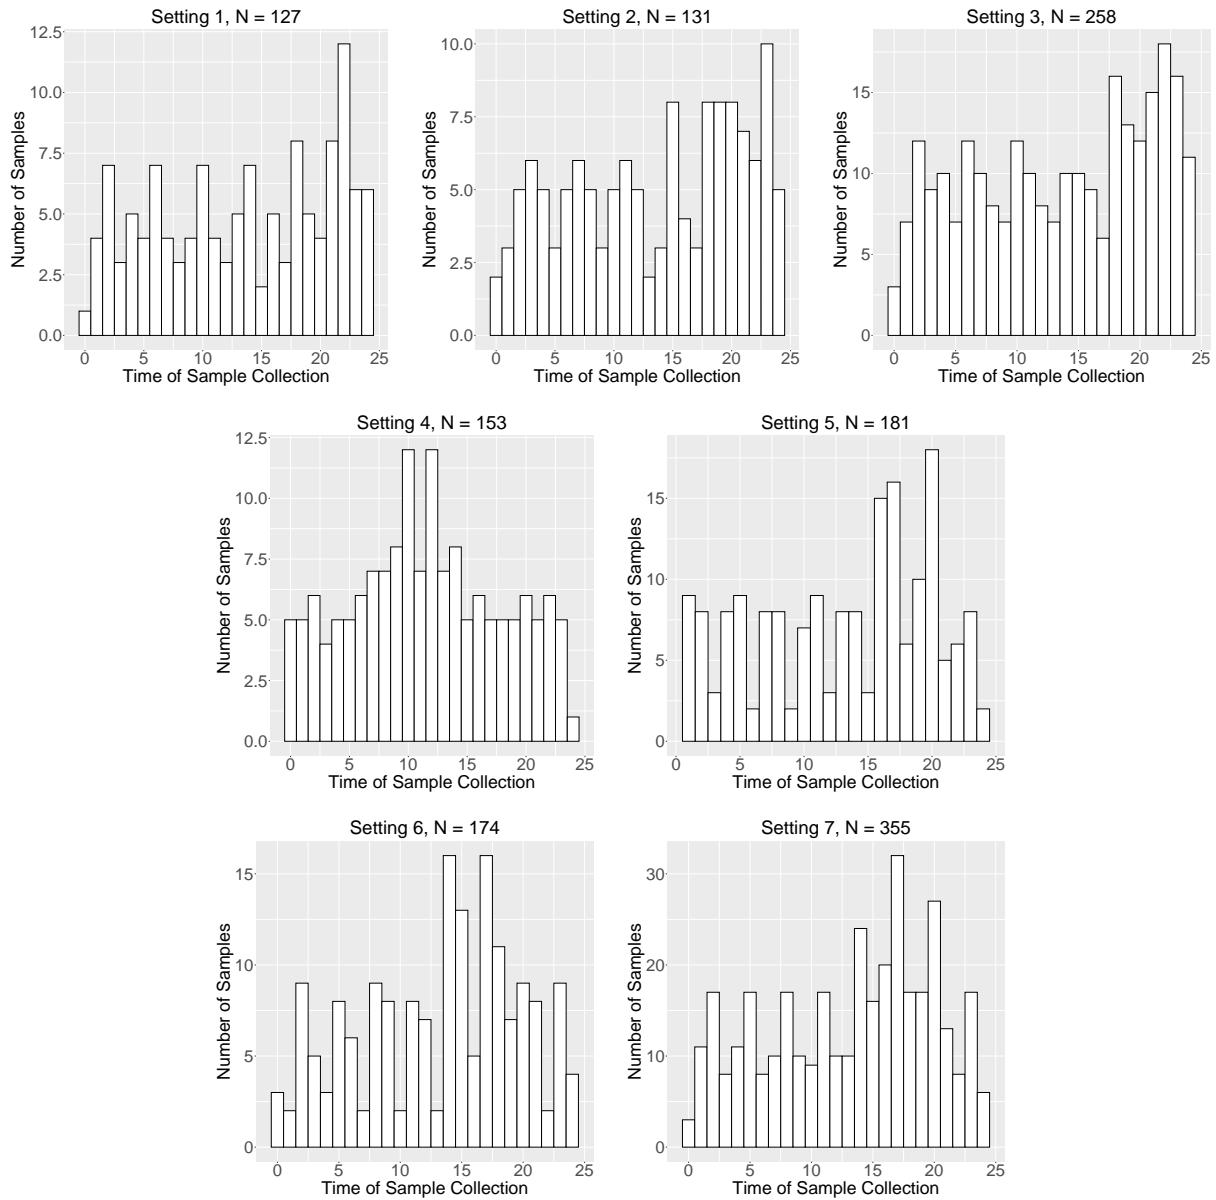 Setting 1, N = 127
12.5
10.0
7.5
5.0
2.5
0.0
Number of Samples
0 5 10 15 20 25
Time of Sample Collection
Setting 2, N = 131
10.0
7.5
5.0
2.5
0.0
Number of Samples
0 5 10 15 20 25
Time of Sample Collection
Setting 3, N = 258
15
10
5
0
Number of Samples
0 5 10 15 20 25
Time of Sample Collection
Setting 4, N = 153
12.5
10.0
7.5
5.0
2.5
0.0
Number of Samples
0 5 10 15 20 25
Time of Sample Collection
Setting 5, N = 181
15
10
5
0
Number of Samples
0 5 10 15 20 25
Time of Sample Collection
Setting 6, N = 174
15
10
5
0
Number of Samples
0 5 10 15 20 25
Time of Sample Collection
Setting 7, N = 355
30
20
10
0
Number of Samples
0 5 10 15 20 25
Time of Sample Collection